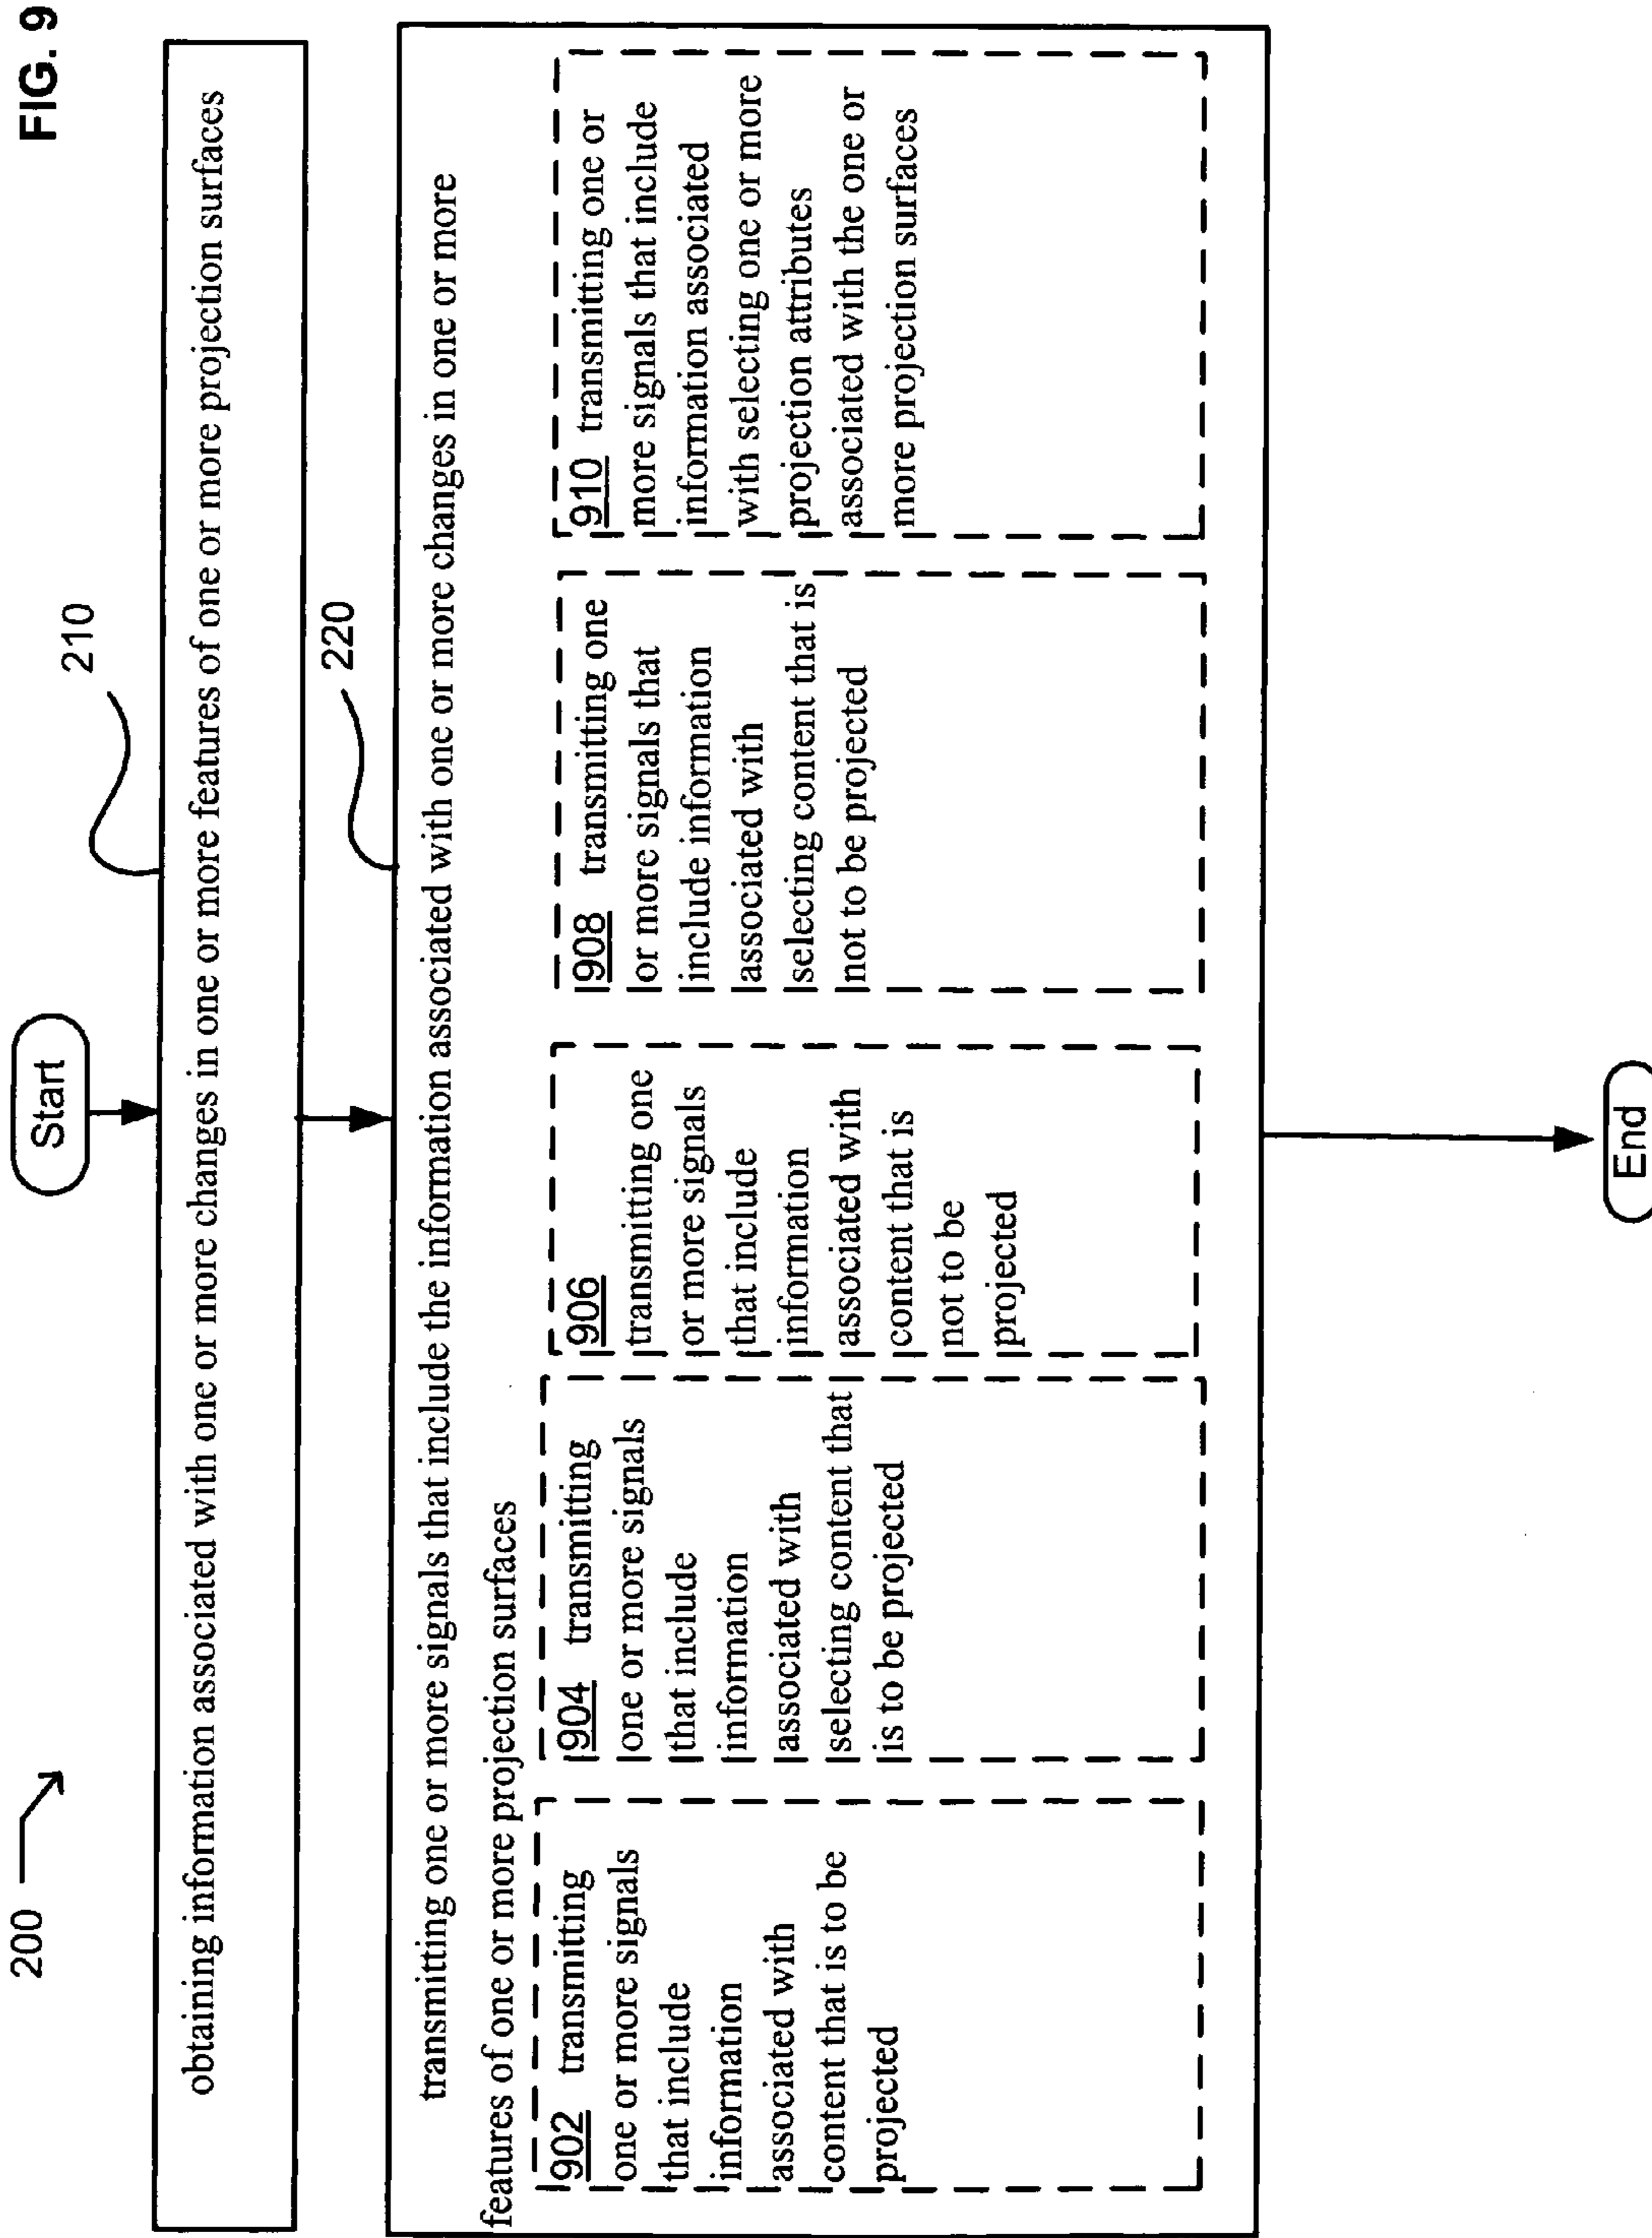 FIG. 9
200
Start
210
obtaining information associated with one or more changes in one or more features of one or more projection surfaces
220
transmitting one or more signals that include the information associated with one or more changes in one or more
features of one or more projection surfaces
902 transmitting
one or more signals
that include
information
associated with
content that is to be
projected
904 transmitting
one or more signals
that include
information
associated with
selecting content that
is to be projected
906
transmitting one
or more signals
that include
information
associated with
content that is
not to be
projected
908 transmitting one
or more signals that
include information
associated with
selecting content that is
not to be projected
910 transmitting one or
more signals that include
information associated
with selecting one or more
projection attributes
associated with the one or
more projection surfaces
End